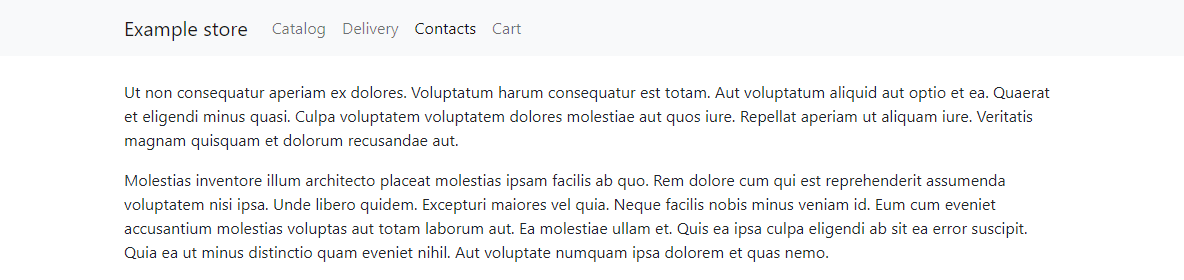 Example store Catalog Delivery Contacts Cart
Ut non consequatur aperiam ex dolores. Voluptatum harum consequatur est totam. Aut voluptatum aliquid aut optio et ea. Quaerat
et eligendi minus quasi. Culpa voluptatem voluptatem dolores molestiae aut quos iure. Repellat aperiam ut aliquam iure. Veritatis
magnam quisquam et dolorum recusandae aut.
Molestias inventore illum architecto placeat molestias ipsam facilis ab quo. Rem dolore cum qui est reprehenderit assumenda
voluptatem nisi ipsa. Unde libero quidem. Excepturi maiores vel quia. Neque facilis nobis minus veniam id. Eum cum eveniet
accusantium molestias voluptas aut totam laborum aut. Ea molestiae ullam et. Quis ea ipsa culpa eligendi ab sit ea error suscipit.
Quia ea ut minus distinctio quam eveniet nihil. Aut voluptate numquam ipsa dolorem et quas nemo.